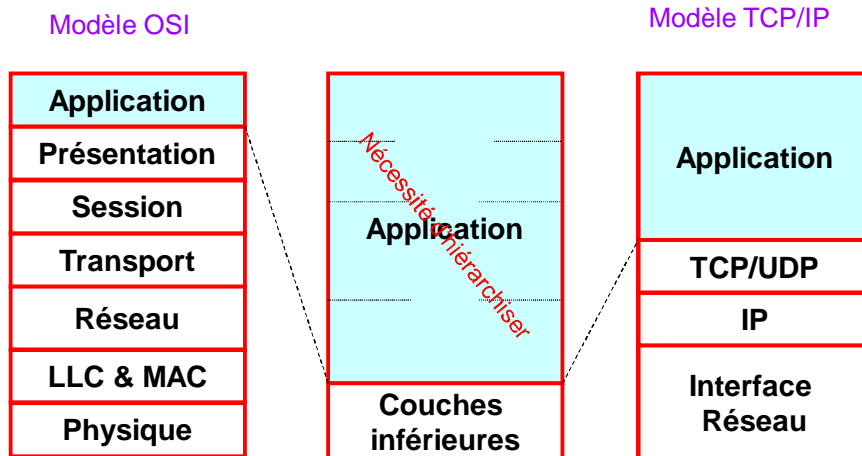 Modèle OSI
Modèle TCP/IP
Application
Présentation
Session
Transport
Réseau
LLC & MAC
Physique
Application
Nécessité d'hiérarchiser
Couches
inférieures
Application
TCP/UDP
IP
Interface
Réseau